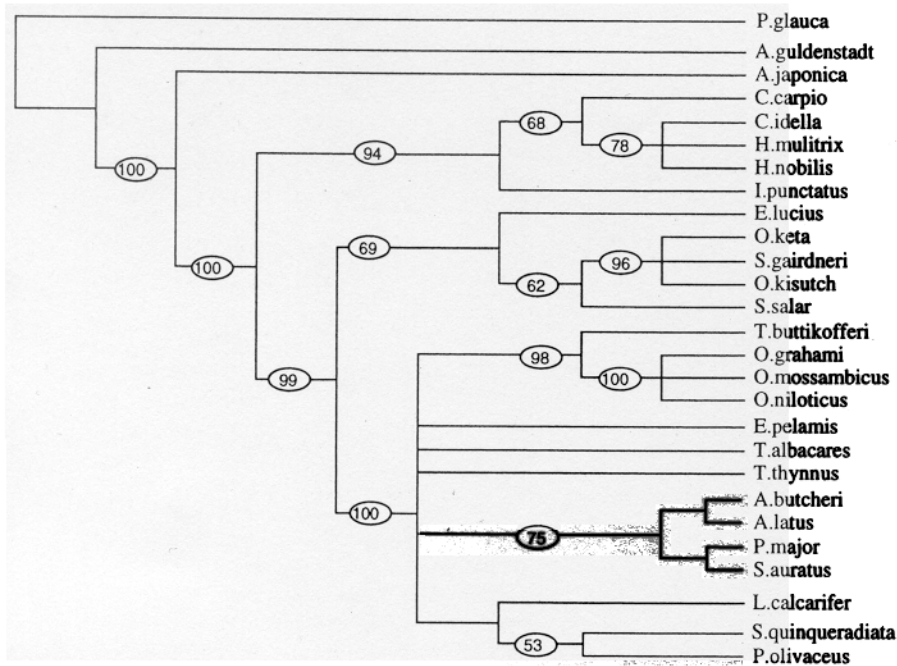 P.glauca
A.guldenstadt
A.japonica
C.carpio
68
C.idella
78
H.mulitrix
94
H.nobilis
100
I.punctatus
E.lucius
O.keta
69
S.gairdneri
96
100
O.kisutch
62
S.salar
T.buttikofferi
98
O.grahami
99
100
O.mossambicus
O.niloticus
E.pelamis
T.albacares
T.thynnus
A.butcheri
100
A.latus
75
P.major
S.auratus
L.calcarifer
S.quinqueradiata
53
P.olivaceus